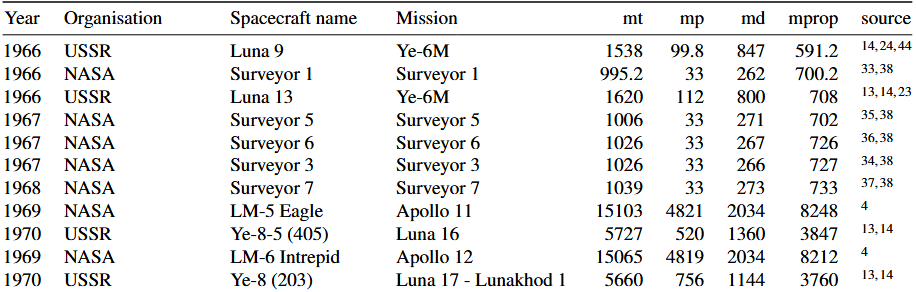 Year Organisation Spacecraft name Mission mt mp md mprop source
1966 USSR Luna 9 Ye-6M 1538 99.8 847 591.2 14, 24, 44
1966 NASA Surveyor 1 Surveyor 1 995.2 33 262 700.2 33, 38
1966 USSR Luna 13 Ye-6M 1620 112 800 708 13, 14, 23
1967 NASA Surveyor 5 Surveyor 5 1006 33 271 702 35, 38
1967 NASA Surveyor 6 Surveyor 6 1026 33 267 726 36, 38
1967 NASA Surveyor 3 Surveyor 3 1026 33 266 727 34, 38
1968 NASA Surveyor 7 Surveyor 7 1039 33 273 733 37, 38
1969 NASA LM-5 Eagle Apollo 11 15103 4821 2034 8248 4
1970 USSR Ye-8-5 (405) Luna 16 5727 520 1360 3847 13, 14
1969 NASA LM-6 Intrepid Apollo 12 15065 4819 2034 8212 4
1970 USSR Ye-8 (203) Luna 17 - Lunakhod 1 5660 756 1144 3760 13, 14